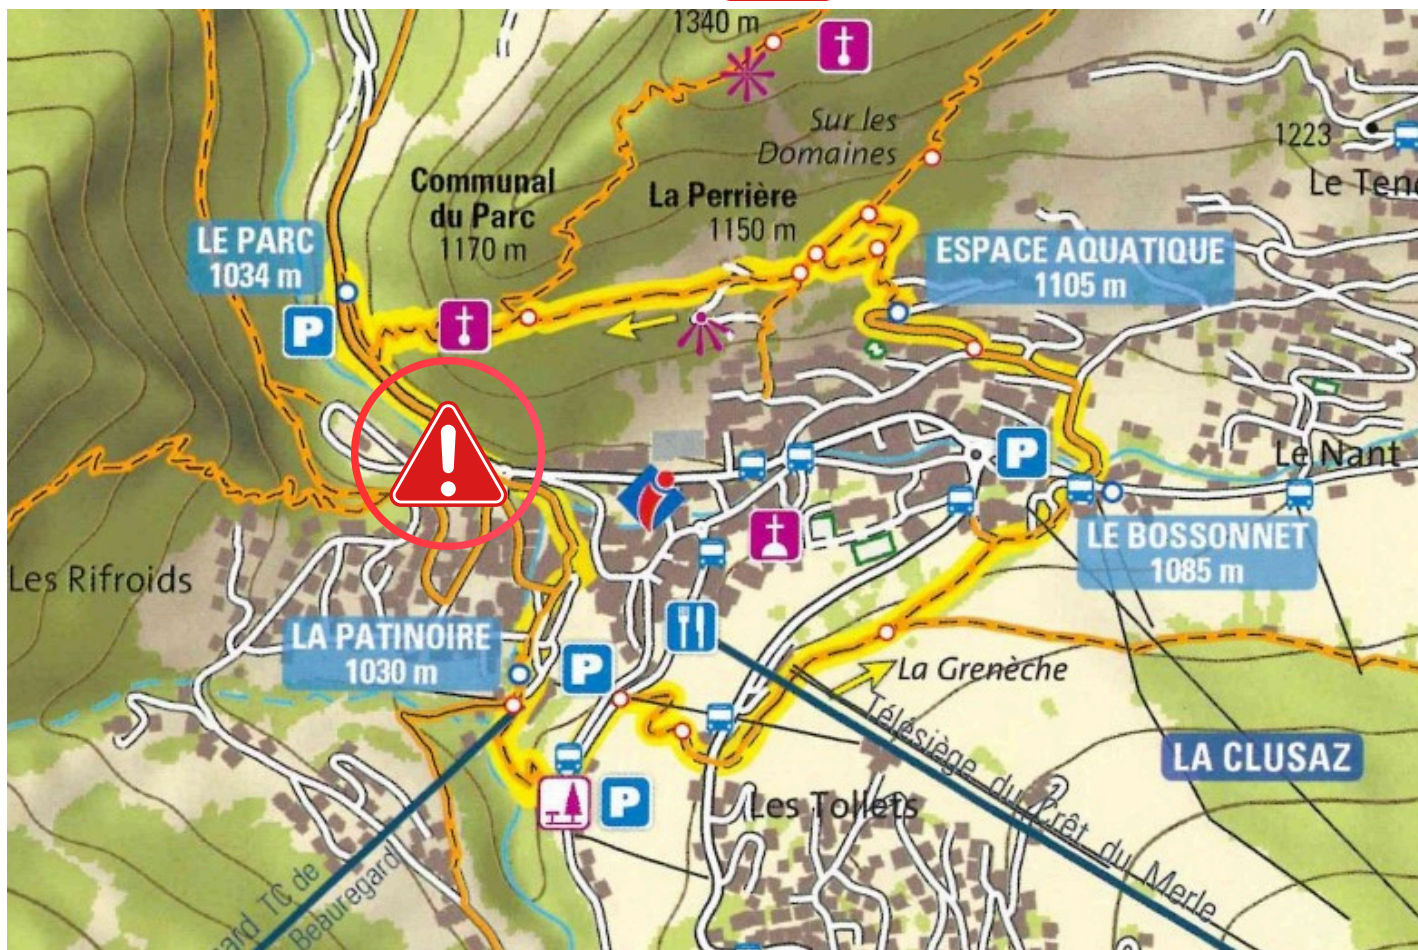 1340 m
Sur les
Domaines
1223
Communal
du Parc
1170 m
La Perrière
1150 m
LE PARC
1034 m
P
ESPACE AQUATIQUE
1105 m
P
Le Nant
LE BOSSONNET
1085 m
Les Rifroids
LA PATINOIRE
1030 m
P
La Grenèche
Télésiège du Crêt du Merle
LA CLUSAZ
P
Les Tollets
TC de
Beauregard